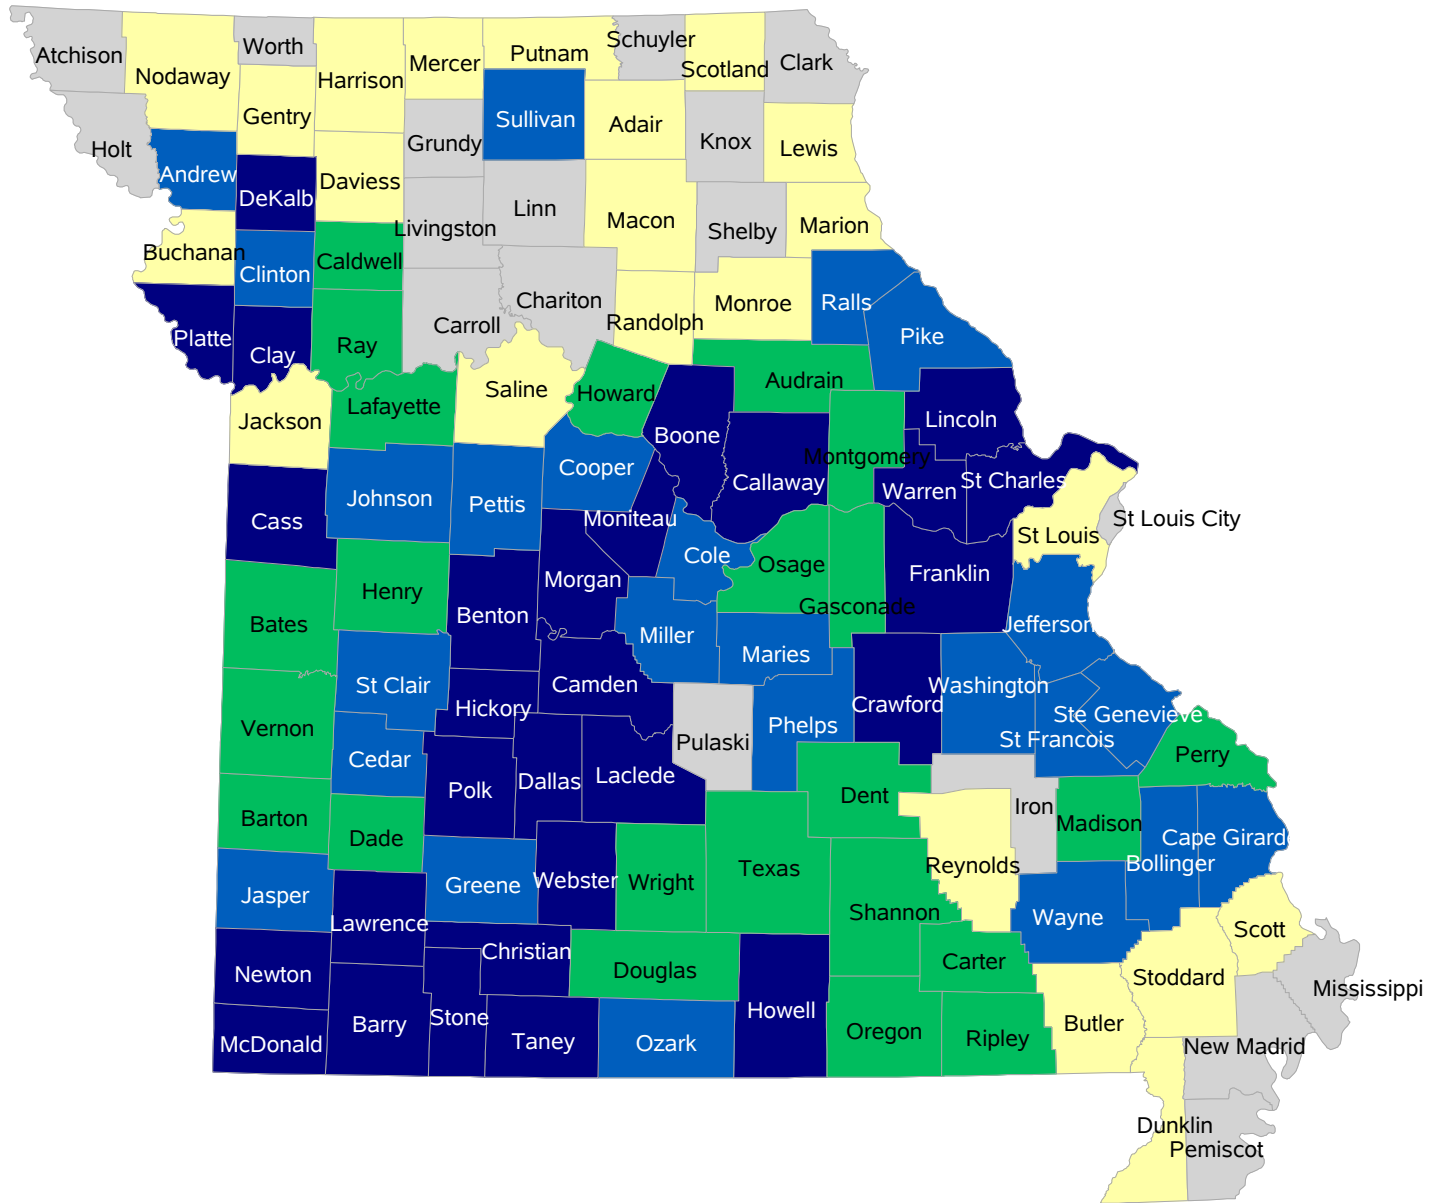 Atchison
Nodaway
Worth
Harrison
Mercer
Putnam
Schuyler
Scotland
Clark
Gentry
Sullivan
Adair
Grundy
Knox
Lewis
Holt
Andrew
DeKalb
Daviess
Livingston
Linn
Macon
Shelby
Marion
Buchanan
Clinton
Caldwell
Chariton
Carroll
Randolph
Monroe
Ralls
Pike
Platte
Clay
Ray
Saline
Howard
Audrain
Lafayette
Jackson
Boone
Lincoln
Montgomery
Callaway
Warren
St Charles
Cooper
Johnson
Pettis
Cass
Moniteau
St Louis City
St Louis
Cole
Osage
Franklin
Morgan
Henry
Gasconade
Benton
Bates
Miller
Maries
Jefferson
St Clair
Camden
Washington
Hickory
Crawford
Ste Genevieve
Vernon
Pulaski
Phelps
St Francois
Perry
Cedar
Polk
Dallas
Laclede
Dent
Iron
Madison
Barton
Dade
Cape Girard
Bollinger
Reynolds
Texas
Wright
Webster
Greene
Jasper
Shannon
Wayne
Lawrence
Scott
Christian
Douglas
Carter
Newton
Stoddard
Mississippi
Howell
Stone
Barry
Butler
Oregon
Ripley
McDonald
Taney
Ozark
New Madrid
Dunklin
Pemiscot